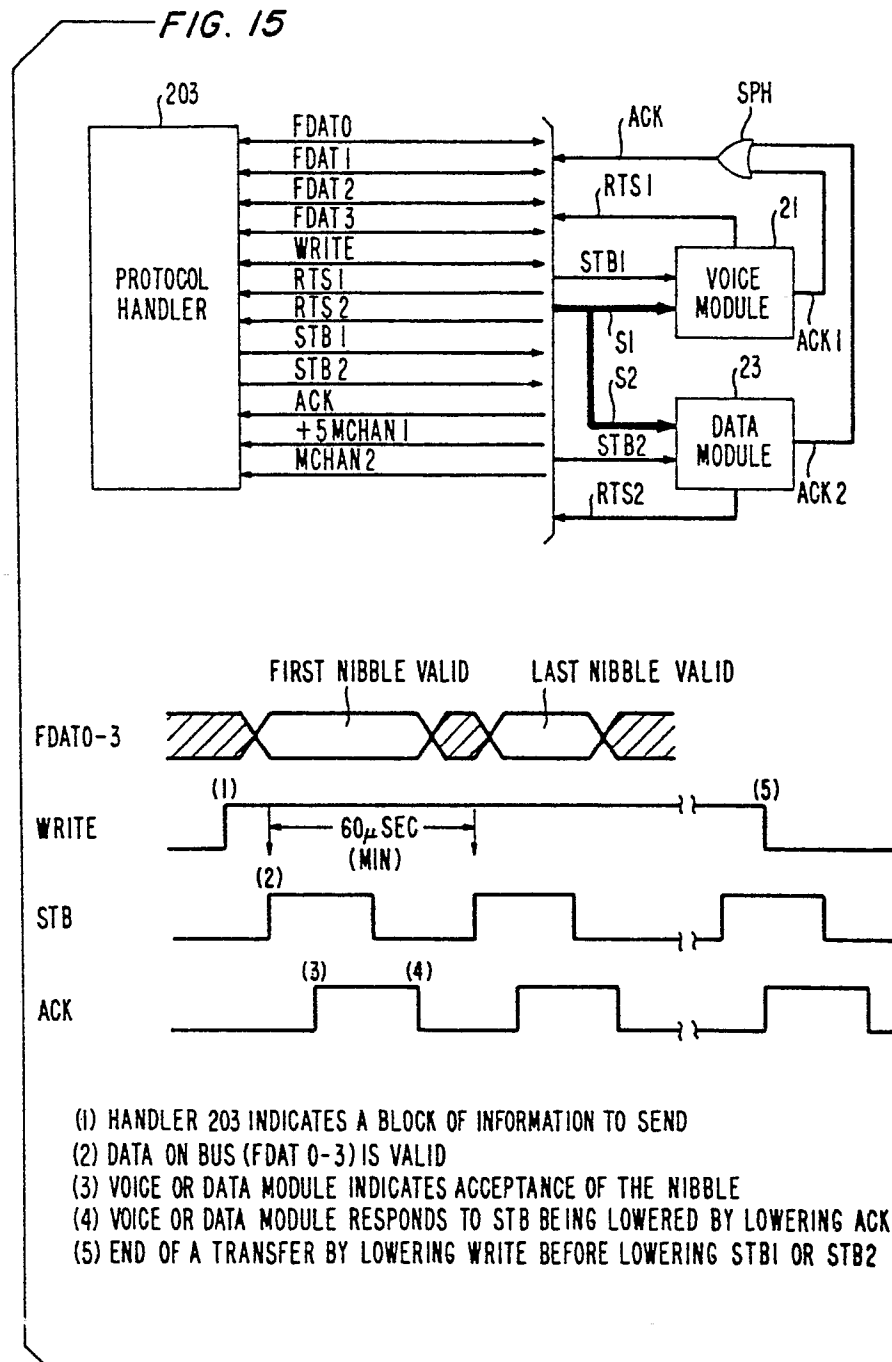 FIG. 15
203
SPH
FDAT0
ACK
FDAT1
FDAT2
RTS1
21
FDAT3
WRITE
STB1
VOICE
MODULE
PROTOCOL
HANDLER
RTS1
RTS2
S1
ACK1
STB1
S2
23
STB2
ACK
DATA
MODULE
+5MCHAN1
STB2
MCHAN2
ACK2
RTS2
FIRST NIBBLE VALID
LAST NIBBLE VALID
FDAT0-3
(1)
(5)
WRITE
60μSEC
(MIN)
(2)
STB
(3)
(4)
ACK
(1) HANDLER 203 INDICATES A BLOCK OF INFORMATION TO SEND
(2) DATA ON BUS (FDAT 0-3) IS VALID
(3) VOICE OR DATA MODULE INDICATES ACCEPTANCE OF THE NIBBLE
(4) VOICE OR DATA MODULE RESPONDS TO STB BEING LOWERED BY LOWERING ACK
(5) END OF A TRANSFER BY LOWERING WRITE BEFORE LOWERING STB1 OR STB2